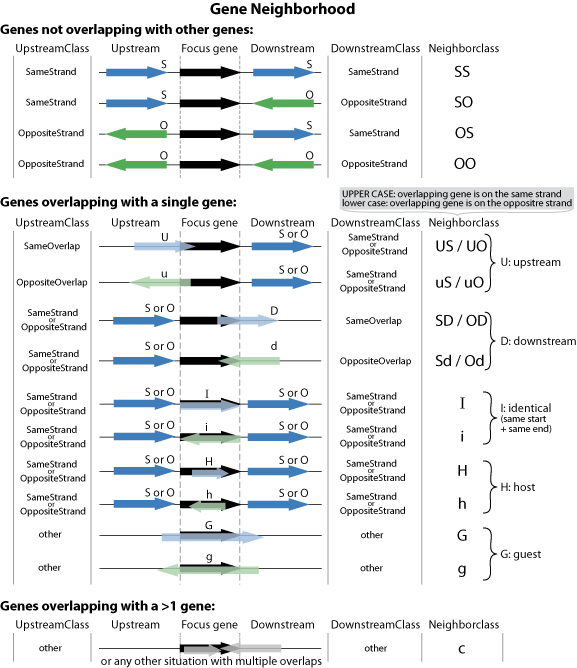 Gene Neighborhood
Genes not overlapping with other genes:
UpstreamClass Upstream Focus gene Downstream DownstreamClass Neighborclass
SameStrand S S SameStrand SS
SameStrand S O OppositeStrand SO
OppositeStrand O S SameStrand OS
OppositeStrand O O OppositeStrand OO
UPPER CASE: overlapping gene is on the same strand
lower case: overlapping gene is on the oppositre strand
Genes overlapping with a single gene:
UpstreamClass Upstream Focus gene Downstream DownstreamClass Neighborclass
SameOverlap U S or O SameStrand or OppositeStrand US / UO
U: upstream
OppositeOverlap u S or O SameStrand or OppositeStrand uS / uO
SameStrand or OppositeStrand S or O D SameOverlap SD / OD
D: downstream
SameStrand or OppositeStrand S or O d OppositeOverlap Sd / Od
SameStrand or OppositeStrand S or O I S or O SameStrand or OppositeStrand I
I: identical
(same start
+ same end)
SameStrand or OppositeStrand S or O i S or O SameStrand or OppositeStrand i
SameStrand or OppositeStrand S or O H S or O SameStrand or OppositeStrand H
H: host
SameStrand or OppositeStrand S or O h S or O SameStrand or OppositeStrand h
other G other G
G: guest
other g other g
Genes overlapping with a >1 gene:
UpstreamClass Upstream Focus gene Downstream DownstreamClass Neighborclass
other other c
or any other situation with multiple overlaps